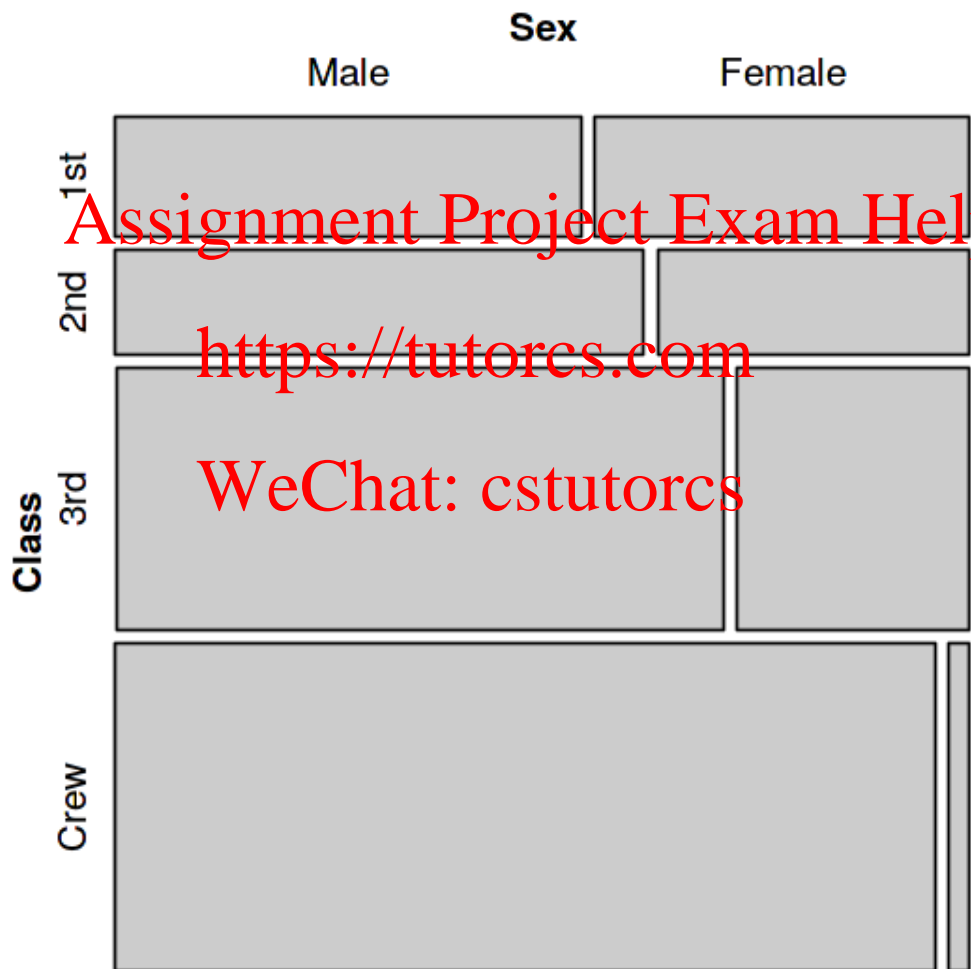 Sex
Male Female
1st
Assignment Project Exam Hel
2nd
https://tutorcs.com
3rd
WeChat: cstutorcs
Class
Crew